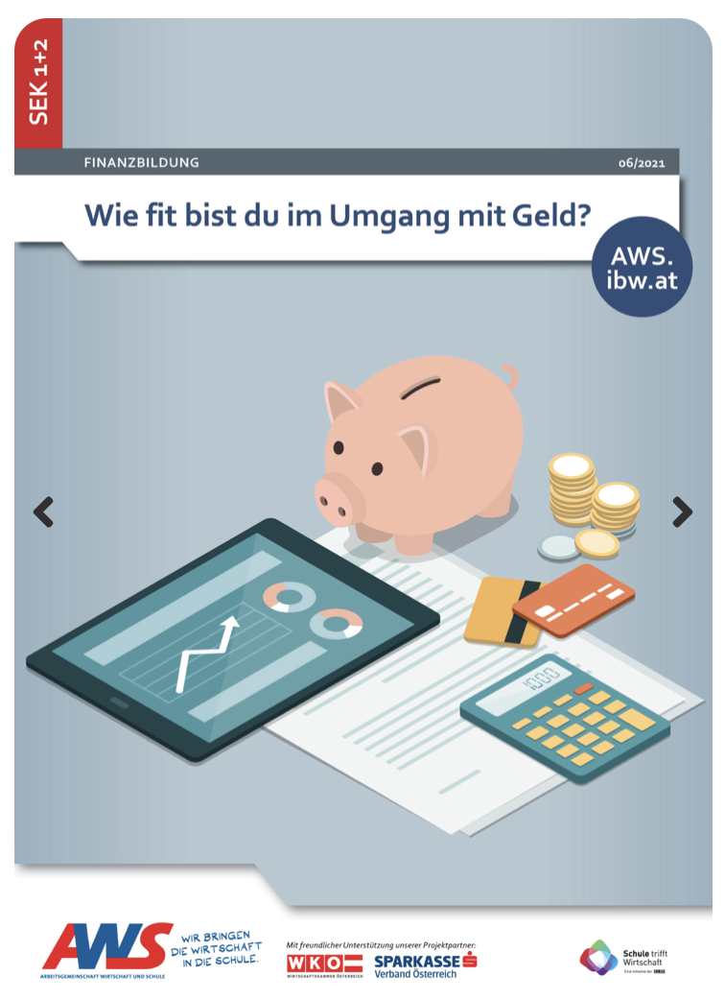 SEK 1+2
FINANZBILDUNG
06/2021
Wie fit bist du im Umgang mit Geld?
AWS.
ibw.at
1000
AWS
WIR BRINGEN
DIE WIRTSCHAFT
IN DIE SCHULE.
ARBEITSGEMEINSCHAFT WIRTSCHAFT UND SCHULE
Mit freundlicher Unterstützung unserer Projektpartner:
WKO
WIRTSCHAFTSKAMMER ÖSTERREICH
SPARKASSE
Verband Österreich
Schule trifft
Wirtschaft
Eine Initiative der